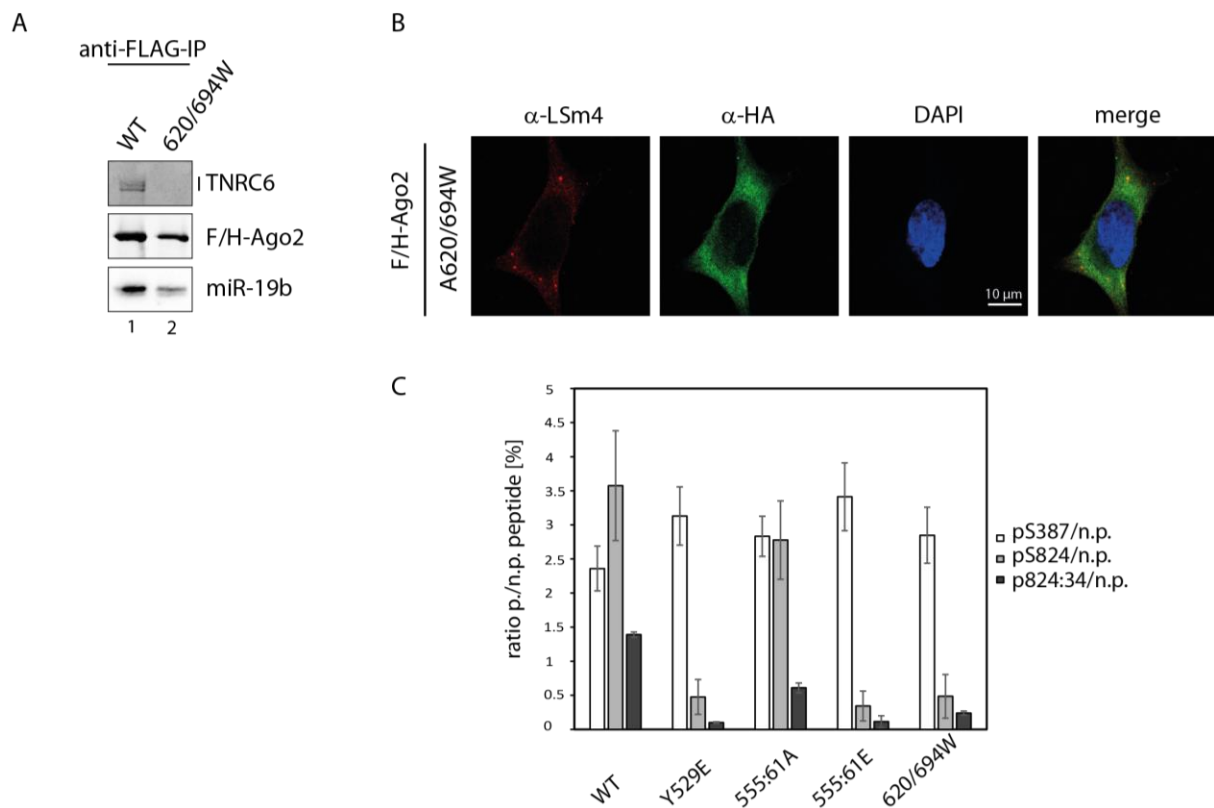 A
anti-FLAG-IP
WT
620/694W
TNRC6
F/H-Ago2
miR-19b
1 2
B
α-LSm4 α-HA DAPI merge
F/H-Ago2
A620/694W
10 μm
C
ratio p./n.p. peptide [%]
5
4.5
4
3.5
3
2.5
2
1.5
1
0.5
0
WT
Y529E
555:61A
555:61E
620/694W
pS387/n.p.
pS824/n.p.
p824:34/n.p.